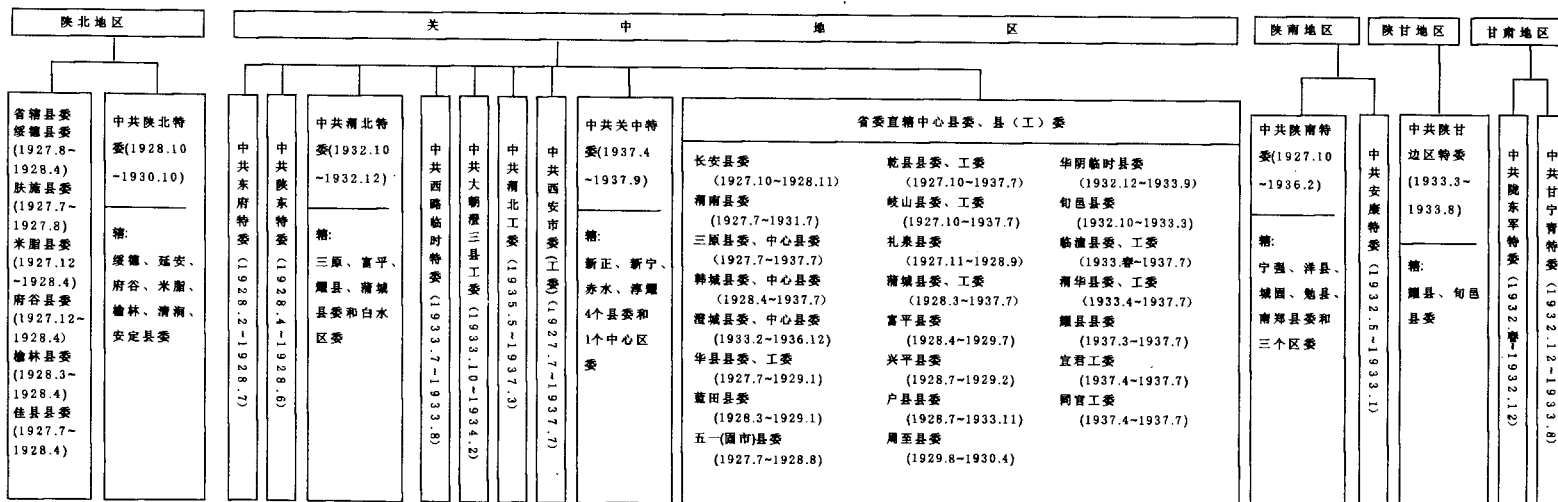 陕北地区
关中地区
陕南地区
陕甘地区
甘肃地区
省辖县委
绥德县委
(1927.8~
1928.4)
肤施县委
(1927.7~
1927.8)
米脂县委
(1927.12
~1928.4)
府谷县委
(1927.12~
1928.4)
榆林县委
(1928.3~
1928.4)
佳县县委
(1927.7~
1928.4)
中共陕北特
委(1928.10
~1930.10)
辖:
绥德、延安、
府谷、米脂、
榆林、清涧、
安定县委
中共东府特委(1928.2~1928.7)
中共陕东特委(1928.4~1928.6)
中共渭北特
委(1932.10
~1932.12)
辖:
三原、富平、
耀县、蒲城
县委和白水
区委
中共西路临时特委(1933.7~1933.8)
中共大朝澄三县工委(1933.10~1934.2)
中共渭北工委(1935.5~1937.3)
中共西安市委(工委)(1927.7~1937.7)
中共关中特
委(1937.4
~1937.9)
辖:
新正、新宁、
赤水、淳耀
4个县委和
1个中心区
委
省委直辖中心县委、县(工)委
长安县委
(1927.10~1928.11)
渭南县委
(1927.7~1931.7)
三原县委、中心县委
(1927.7~1937.7)
韩城县委、中心县委
(1928.4~1937.7)
澄城县委、中心县委
(1933.2~1936.12)
华县县委、工委
(1927.7~1929.1)
蓝田县委
(1928.3~1929.1)
五一(固市)县委
(1927.7~1928.8)
乾县县委、工委
(1927.10~1937.7)
岐山县委、工委
(1927.10~1937.7)
礼泉县委
(1927.11~1928.9)
蒲城县委、工委
(1928.3~1937.7)
富平县委
(1928.4~1929.7)
兴平县委
(1928.7~1929.2)
户县县委
(1928.7~1933.11)
周至县委
(1929.8~1930.4)
华阴临时县委
(1932.12~1933.9)
旬邑县委
(1932.10~1933.3)
临潼县委、工委
(1933.春~1937.7)
渭华县委、工委
(1933.4~1937.7)
耀县县委
(1937.3~1937.7)
宜君工委
(1937.4~1937.7)
同官工委
(1937.4~1937.7)
中共陕南特
委(1927.10
~1936.2)
辖:
宁强、洋县、
城固、勉县、
南郑县委和
三个区委
中共安康特委(1932.5~1933.1)
中共陕甘
边区特委
(1933.3~
1933.8)
辖:
耀县、旬邑
县委
中共陇东军特委(1932.春~1932.12)
中共甘宁青特委(1932.12~1933.8)